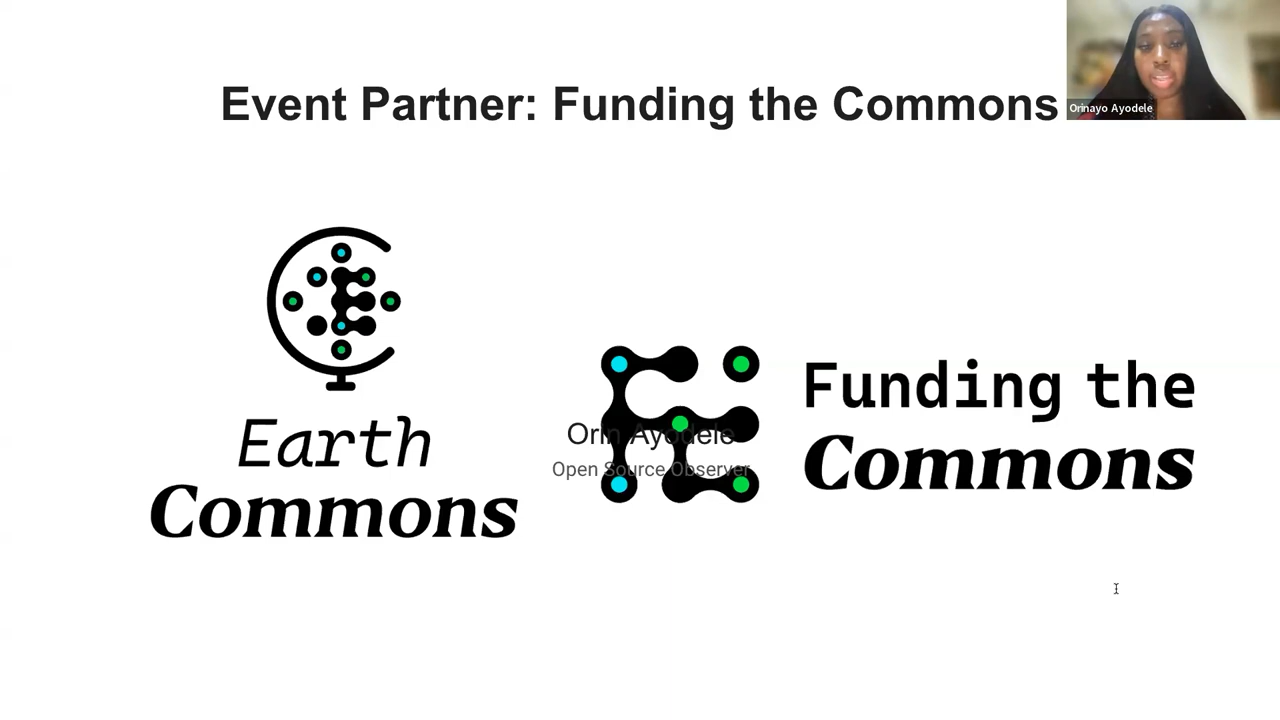 Event Partner: Funding the Commons
Orinayo Ayodele
Earth
Commons
Funding the
Commons
Orin Ayodele
Open Source Observer